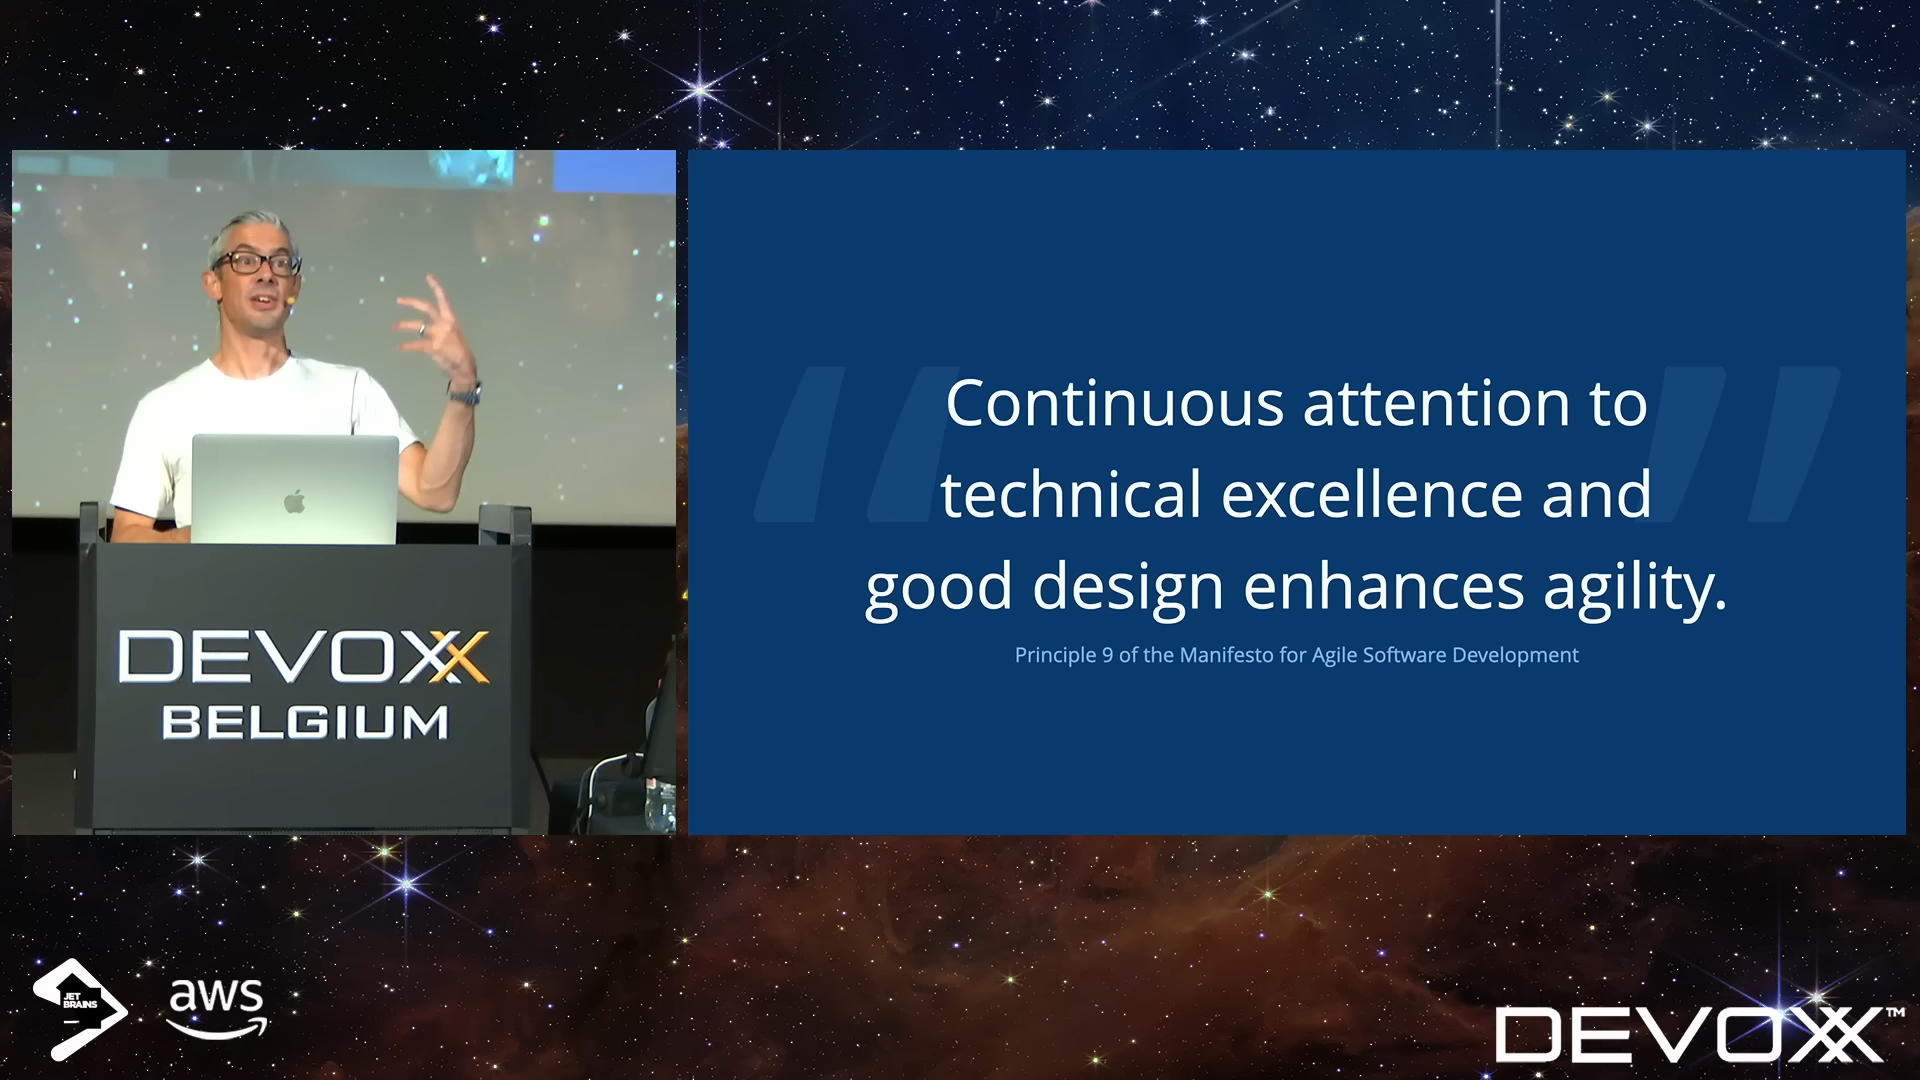 Continuous attention to
technical excellence and
good design enhances agility.
Principle 9 of the Manifesto for Agile Software Development
DEVOXX
BELGIUM
JET
BRAINS
aws
DEVOXX™